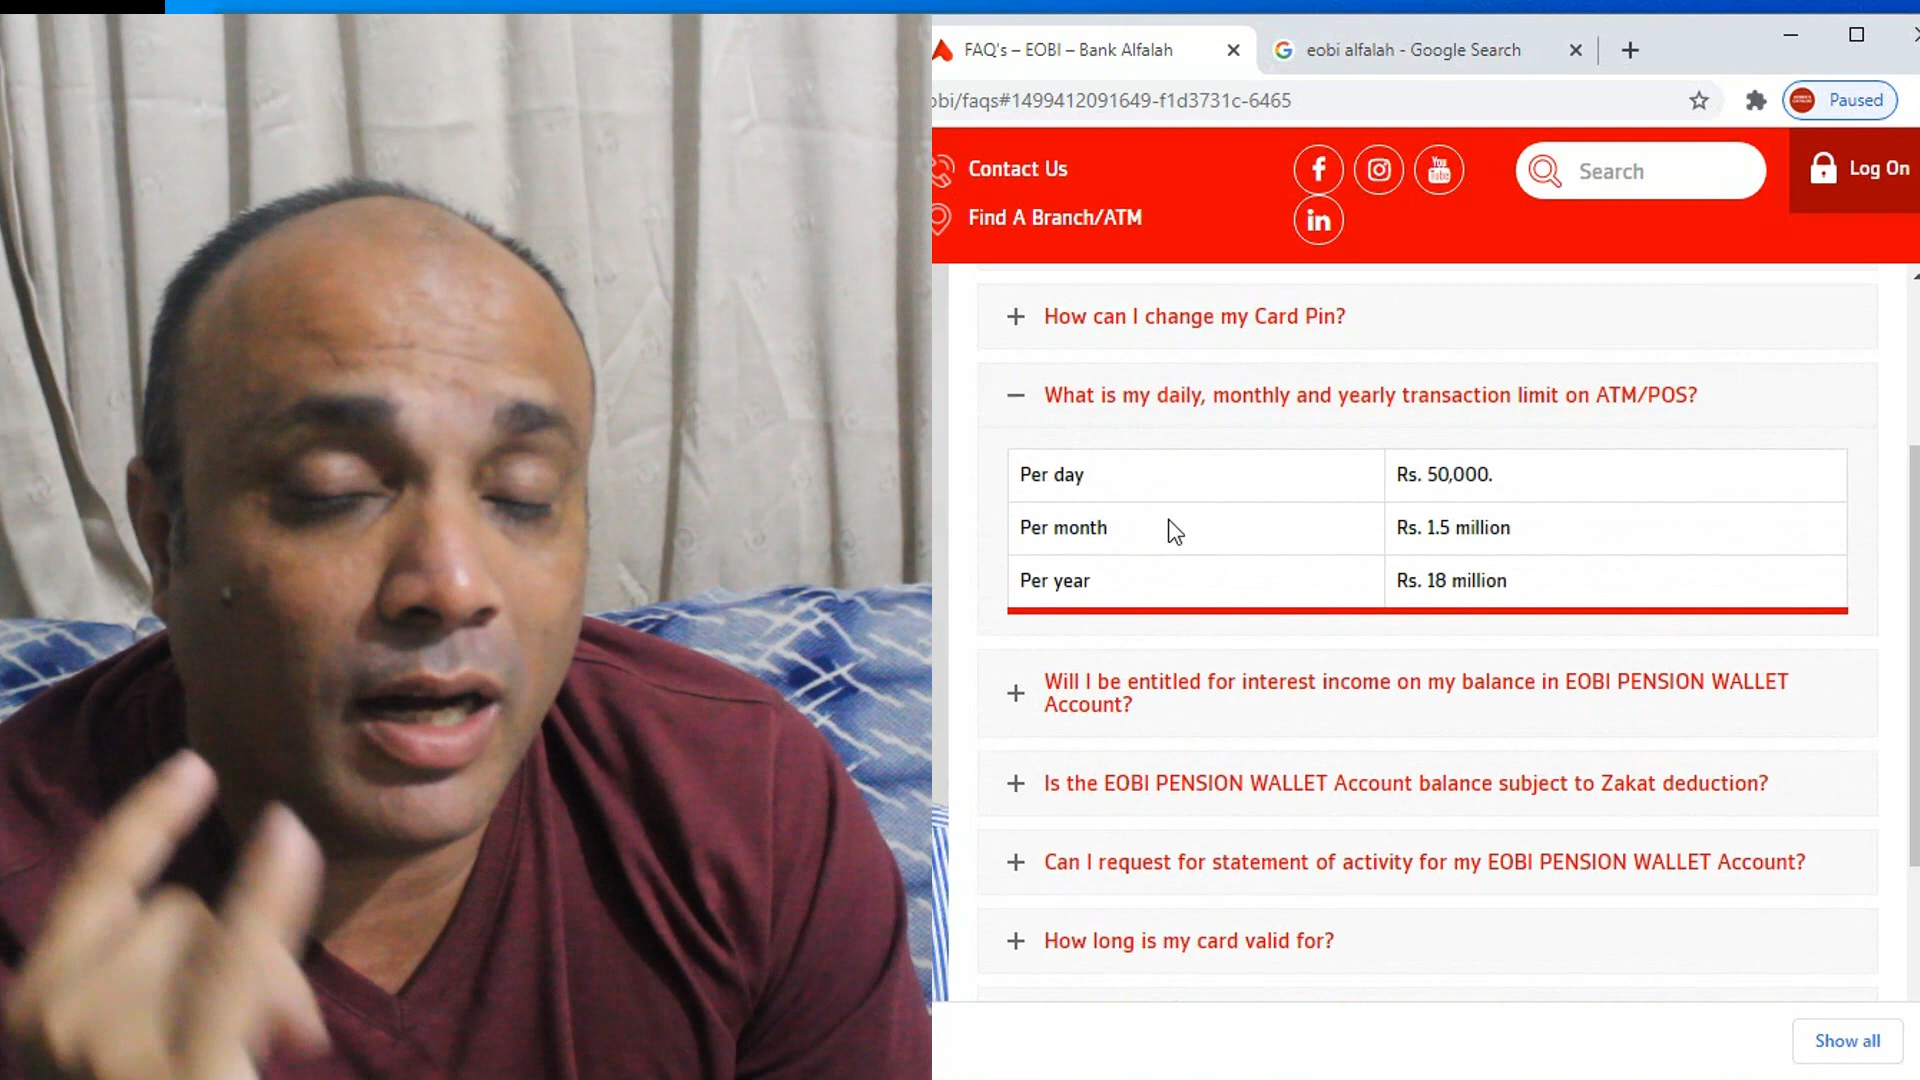 FAQ's – EOBI – Bank Alfalah
eobi alfalah - Google Search
obi/faqs#1499412091649-f1d3731c-6465
Paused
Contact Us
Find A Branch/ATM
You
Tube
Search
Log On
How can I change my Card Pin?
What is my daily, monthly and yearly transaction limit on ATM/POS?
Per day Rs. 50,000.
Per month Rs. 1.5 million
Per year Rs. 18 million
Will I be entitled for interest income on my balance in EOBI PENSION WALLET
Account?
Is the EOBI PENSION WALLET Account balance subject to Zakat deduction?
Can I request for statement of activity for my EOBI PENSION WALLET Account?
How long is my card valid for?
Show all